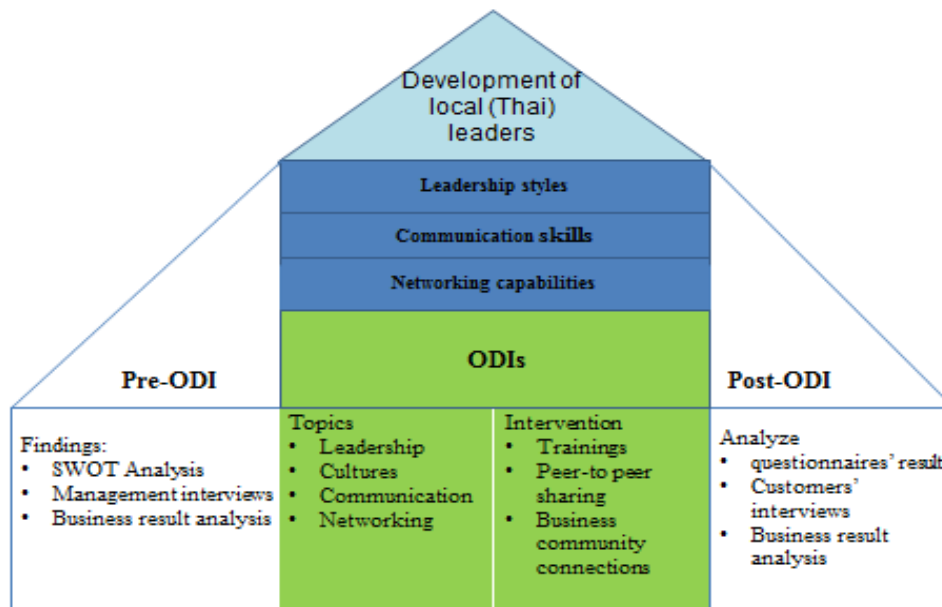 Development of
local (Thai)
leaders
Leadership styles
Communication skills
Networking capabilities
ODIs
Pre-ODI
Post-ODI
Findings:
• SWOT Analysis
• Management interviews
• Business result analysis
Topics
• Leadership
• Cultures
• Communication
• Networking
Intervention
• Trainings
• Peer-to peer
sharing
• Business
community
connections
Analyze
• questionnaires’ result
• Customers’
interviews
• Business result
analysis